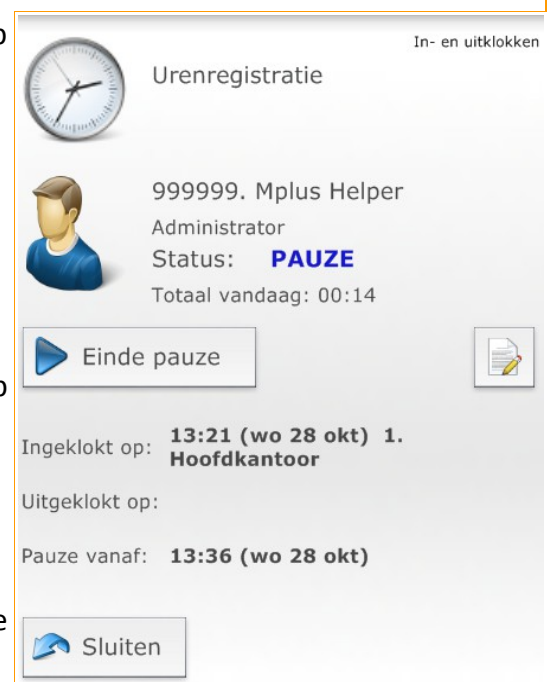 In- en uitklokken
Urenregistratie
999999. Mplus Helper
Administrator
Status: PAUZE
Totaal vandaag: 00:14
Einde pauze
Ingeklokt op: 13:21 (wo 28 okt) 1.
Hoofdkantoor
Uitgeklokt op:
Pauze vanaf: 13:36 (wo 28 okt)
Sluiten